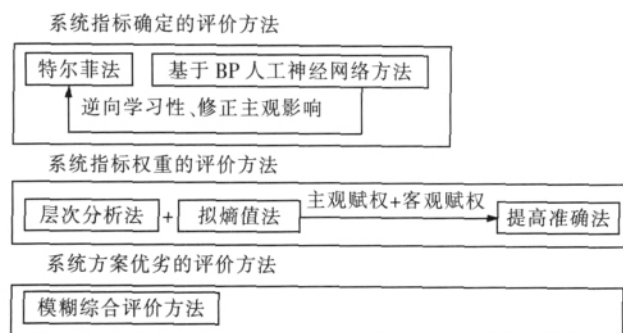 系统指标确定的评价方法
特尔菲法 基于 BP 人工神经网络方法
逆向学习性、修正主观影响
系统指标权重的评价方法
主观赋权+客观赋权
层次分析法 + 拟熵值法 提高准确法
系统方案优劣的评价方法
模糊综合评价方法